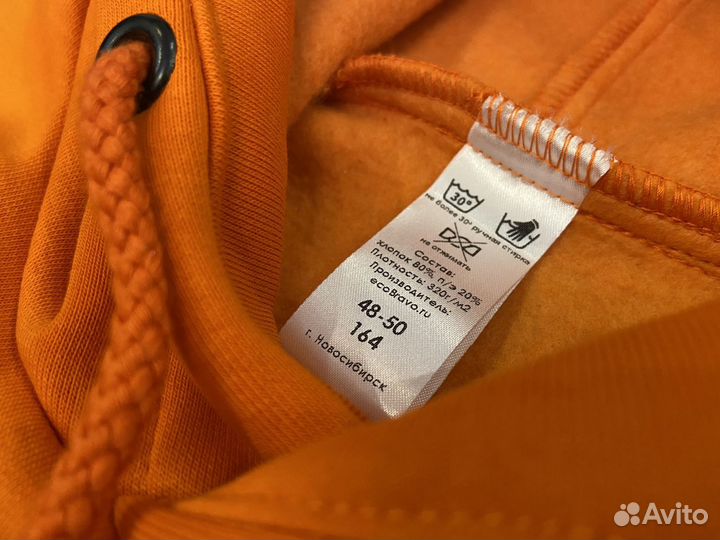 30°
не более 30° ручная стирка
не отжимать
Состав:
хлопок 80%, п/э 20%
Плотность: 320г/м2
Производитель:
ecoBravo.ru
48-50
164
г. Новосибирск
Avito